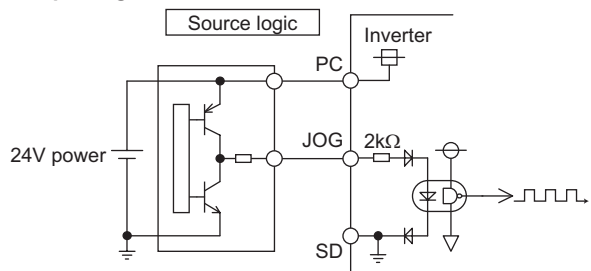 Source logic
Inverter
PC
JOG
2kΩ
24V power
SD